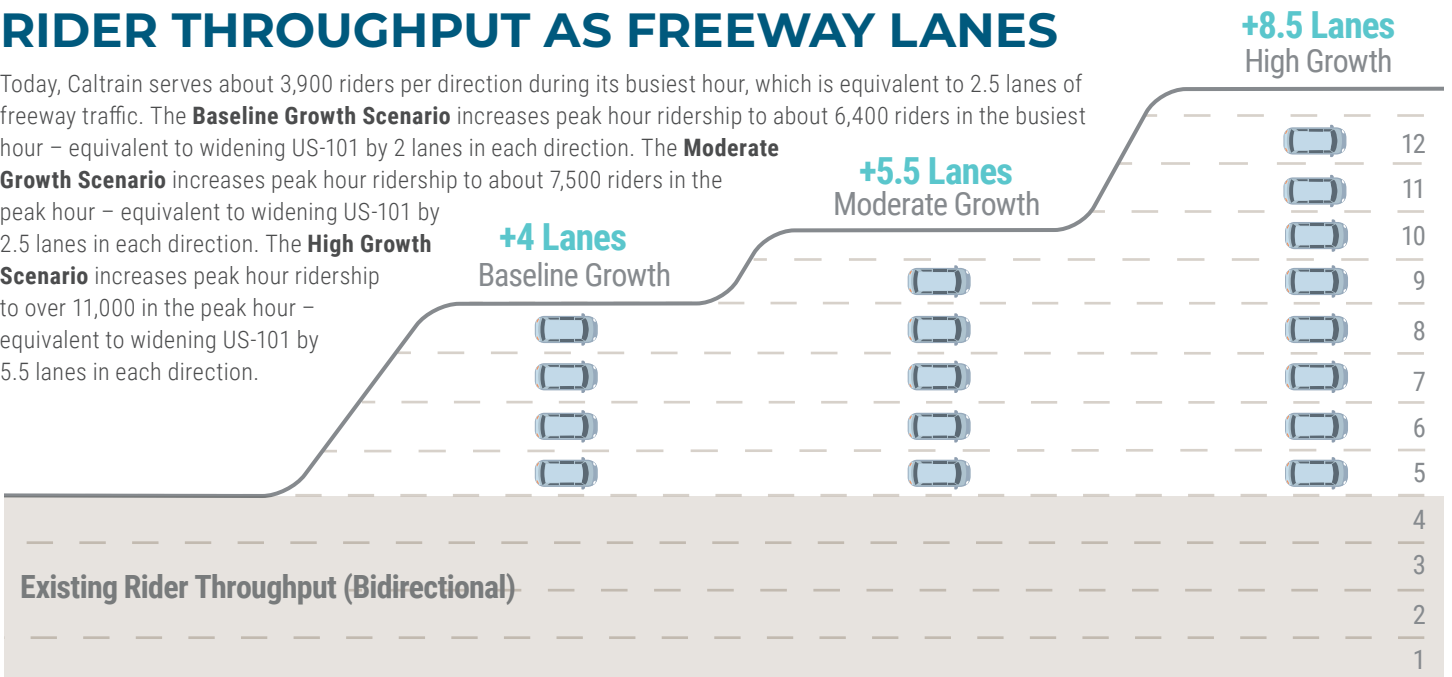 RIDER THROUGHPUT AS FREEWAY LANES
Today, Caltrain serves about 3,900 riders per direction during its busiest hour, which is equivalent to 2.5 lanes of
freeway traffic. The Baseline Growth Scenario increases peak hour ridership to about 6,400 riders in the busiest
hour – equivalent to widening US-101 by 2 lanes in each direction. The Moderate
Growth Scenario increases peak hour ridership to about 7,500 riders in the
peak hour – equivalent to widening US-101 by
2.5 lanes in each direction. The High Growth
Scenario increases peak hour ridership
to over 11,000 in the peak hour –
equivalent to widening US-101 by
5.5 lanes in each direction.
+4 Lanes
Baseline Growth
+5.5 Lanes
Moderate Growth
+8.5 Lanes
High Growth
12
11
10
9
8
7
6
5
4
3
2
1
Existing Rider Throughput (Bidirectional)